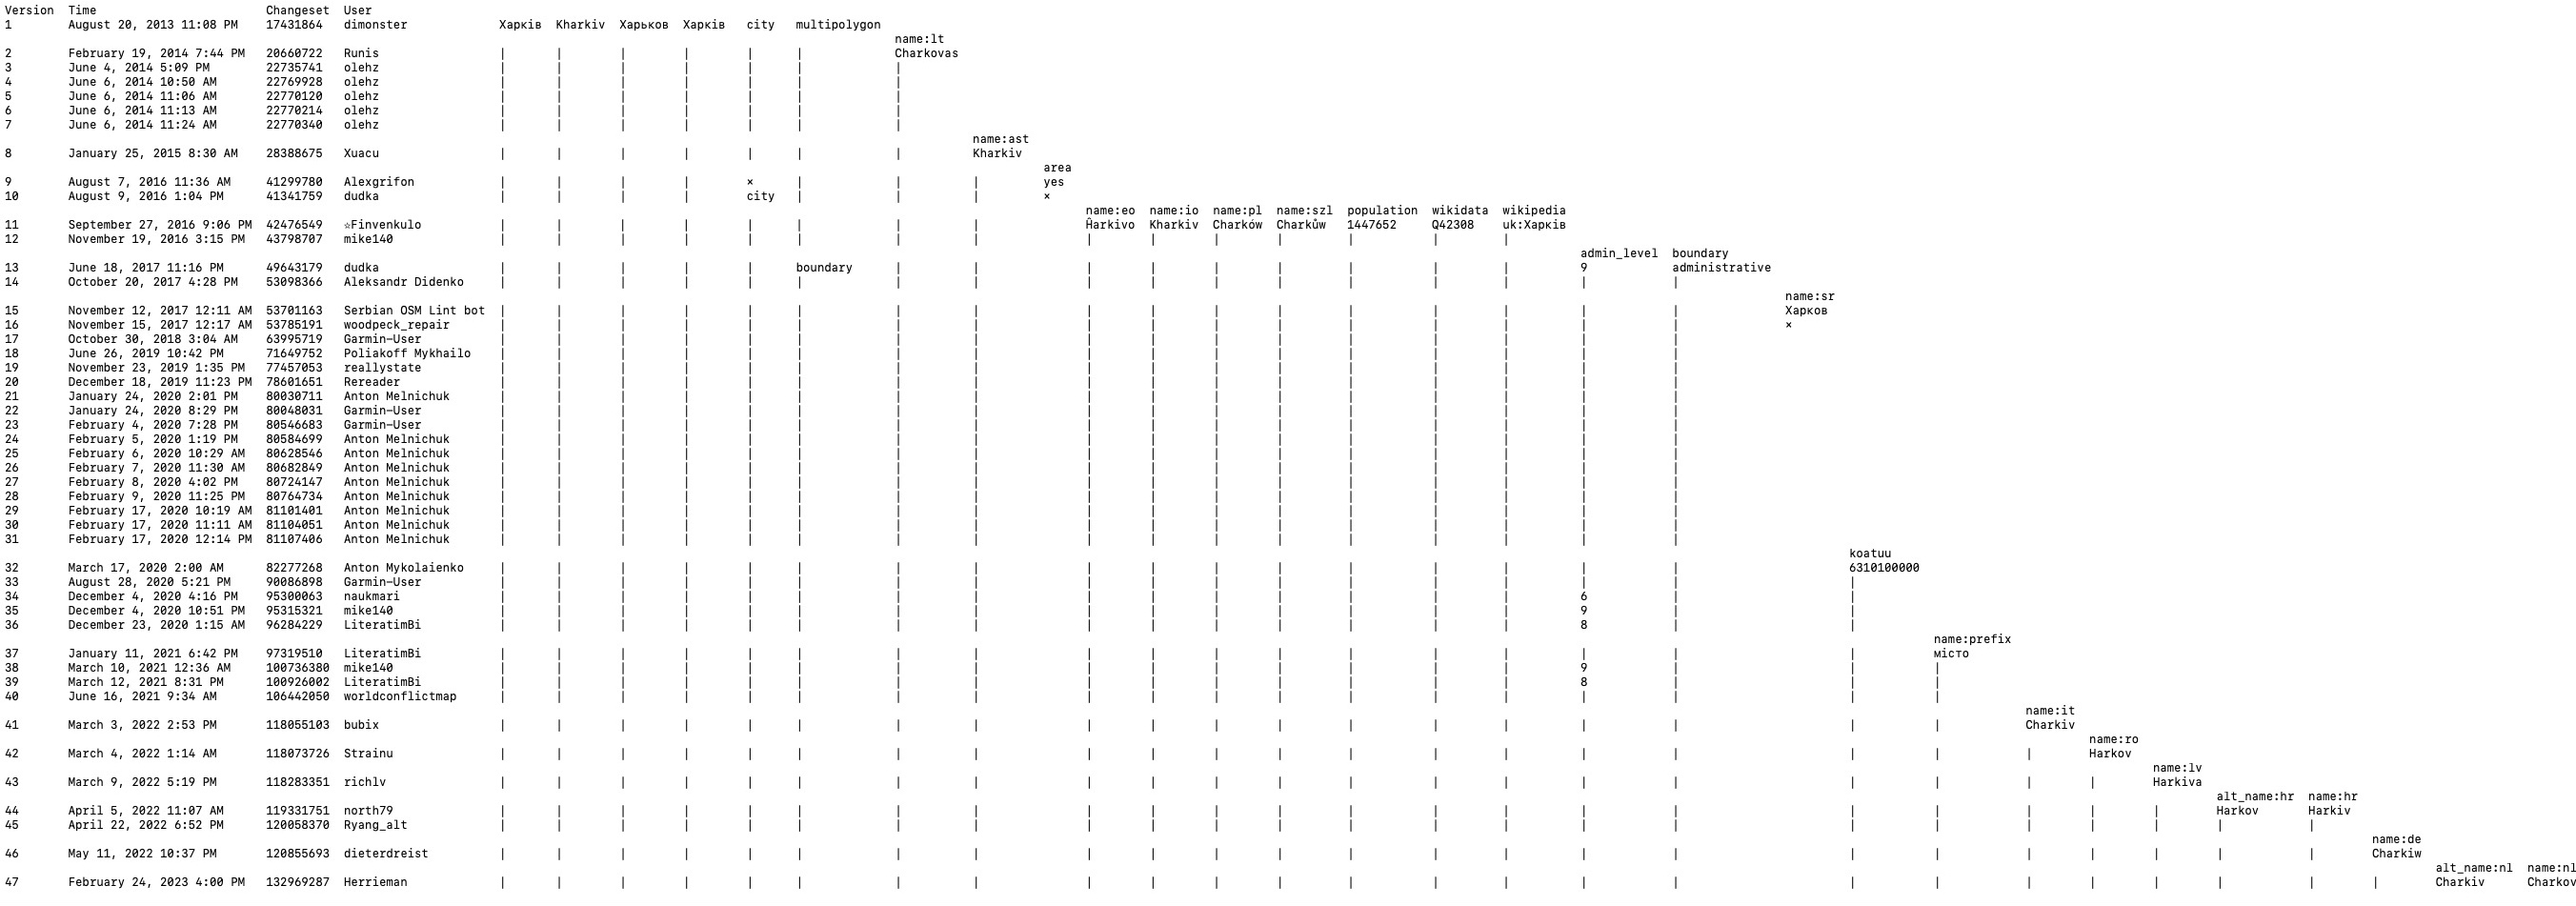 Version Time Changeset User
1 August 20, 2013 11:08 PM 17431864 dimonster Харків Kharkiv Харьков Харків city multipolygon
name:lt
2 February 19, 2014 7:44 PM 20660722 Runis | | | | | | Charkovas
3 June 4, 2014 5:09 PM 22735741 olehz | | | | | | |
4 June 6, 2014 10:50 AM 22769928 olehz | | | | | | |
5 June 6, 2014 11:06 AM 22770120 olehz | | | | | | |
6 June 6, 2014 11:13 AM 22770214 olehz | | | | | | |
7 June 6, 2014 11:24 AM 22770340 olehz | | | | | | |
name:ast
8 January 25, 2015 8:30 AM 28388675 Xuacu | | | | | | | Kharkiv
area
9 August 7, 2016 11:36 AM 41299780 Alexgrifon | | | | × | | | yes
10 August 9, 2016 1:04 PM 41341759 dudka | | | | city | | | ×
name:eo name:io name:pl name:szl population wikidata wikipedia
11 September 27, 2016 9:06 PM 42476549 ☆Finvenkulo | | | | | | | | Ĥarkivo Kharkiv Charków Charkůw 1447652 Q42308 uk:Харків
12 November 19, 2016 3:15 PM 43798707 mike140 | | | | | | | | | | | | | | |
admin_level boundary
13 June 18, 2017 11:16 PM 49643179 dudka | | | | | boundary | | | | | | | | | 9 administrative
14 October 20, 2017 4:28 PM 53098366 Aleksandr Didenko | | | | | | | | | | | | | | | | |
name:sr
15 November 12, 2017 12:11 AM 53701163 Serbian OSM Lint bot | | | | | | | | | | | | | | | | | Харков
16 November 15, 2017 12:17 AM 53785191 woodpeck_repair | | | | | | | | | | | | | | | | | ×
17 October 30, 2018 3:04 AM 63995719 Garmin-User | | | | | | | | | | | | | | | | |
18 June 26, 2019 10:42 PM 71649752 Poliakoff Mykhailo | | | | | | | | | | | | | | | | |
19 November 23, 2019 1:35 PM 77457053 reallystate | | | | | | | | | | | | | | | | |
20 December 18, 2019 11:23 PM 78601651 Rereader | | | | | | | | | | | | | | | | |
21 January 24, 2020 2:01 PM 80030711 Anton Melnichuk | | | | | | | | | | | | | | | | |
22 January 24, 2020 8:29 PM 80048031 Garmin-User | | | | | | | | | | | | | | | | |
23 February 4, 2020 7:28 PM 80546683 Garmin-User | | | | | | | | | | | | | | | | |
24 February 5, 2020 1:19 PM 80584699 Anton Melnichuk | | | | | | | | | | | | | | | | |
25 February 6, 2020 10:29 AM 80628546 Anton Melnichuk | | | | | | | | | | | | | | | | |
26 February 7, 2020 11:30 AM 80682849 Anton Melnichuk | | | | | | | | | | | | | | | | |
27 February 8, 2020 4:02 PM 80724147 Anton Melnichuk | | | | | | | | | | | | | | | | |
28 February 9, 2020 11:25 PM 80764734 Anton Melnichuk | | | | | | | | | | | | | | | | |
29 February 17, 2020 10:19 AM 81101401 Anton Melnichuk | | | | | | | | | | | | | | | | |
30 February 17, 2020 11:11 AM 81104051 Anton Melnichuk | | | | | | | | | | | | | | | | |
31 February 17, 2020 12:14 PM 81107406 Anton Melnichuk | | | | | | | | | | | | | | | | |
koatuu
32 March 17, 2020 2:00 AM 82277268 Anton Mykolaienko | | | | | | | | | | | | | | | | | 6310100000
33 August 28, 2020 5:21 PM 90086898 Garmin-User | | | | | | | | | | | | | | | | | |
34 December 4, 2020 4:16 PM 95300063 naukmari | | | | | | | | | | | | | | | 6 | |
35 December 4, 2020 10:51 PM 95315321 mike140 | | | | | | | | | | | | | | | 9 | |
36 December 23, 2020 1:15 AM 96284229 LiteratimBi | | | | | | | | | | | | | | | 8 | |
name:prefix
37 January 11, 2021 6:42 PM 97319510 LiteratimBi | | | | | | | | | | | | | | | | | | місто
38 March 10, 2021 12:36 AM 100736380 mike140 | | | | | | | | | | | | | | | 9 | | |
39 March 12, 2021 8:31 PM 100926002 LiteratimBi | | | | | | | | | | | | | | | 8 | | |
40 June 16, 2021 9:34 AM 106442050 worldconflictmap | | | | | | | | | | | | | | | | | | |
name:it
41 March 3, 2022 2:53 PM 118055103 bubix | | | | | | | | | | | | | | | | | | | Charkiv
name:ro
42 March 4, 2022 1:14 AM 118073726 Strainu | | | | | | | | | | | | | | | | | | | | Harkov
name:lv
43 March 9, 2022 5:19 PM 118283351 richlv | | | | | | | | | | | | | | | | | | | | | Harkiva
alt_name:hr name:hr
44 April 5, 2022 11:07 AM 119331751 north79 | | | | | | | | | | | | | | | | | | | | | | Harkov Harkiv
45 April 22, 2022 6:52 PM 120058370 Ryang_alt | | | | | | | | | | | | | | | | | | | | | | | |
name:de
46 May 11, 2022 10:37 PM 120855693 dieterdreist | | | | | | | | | | | | | | | | | | | | | | | | Charkiw
alt_name:nl name:nl
47 February 24, 2023 4:00 PM 132969287 Herrieman | | | | | | | | | | | | | | | | | | | | | | | | | Charkiv Charkov